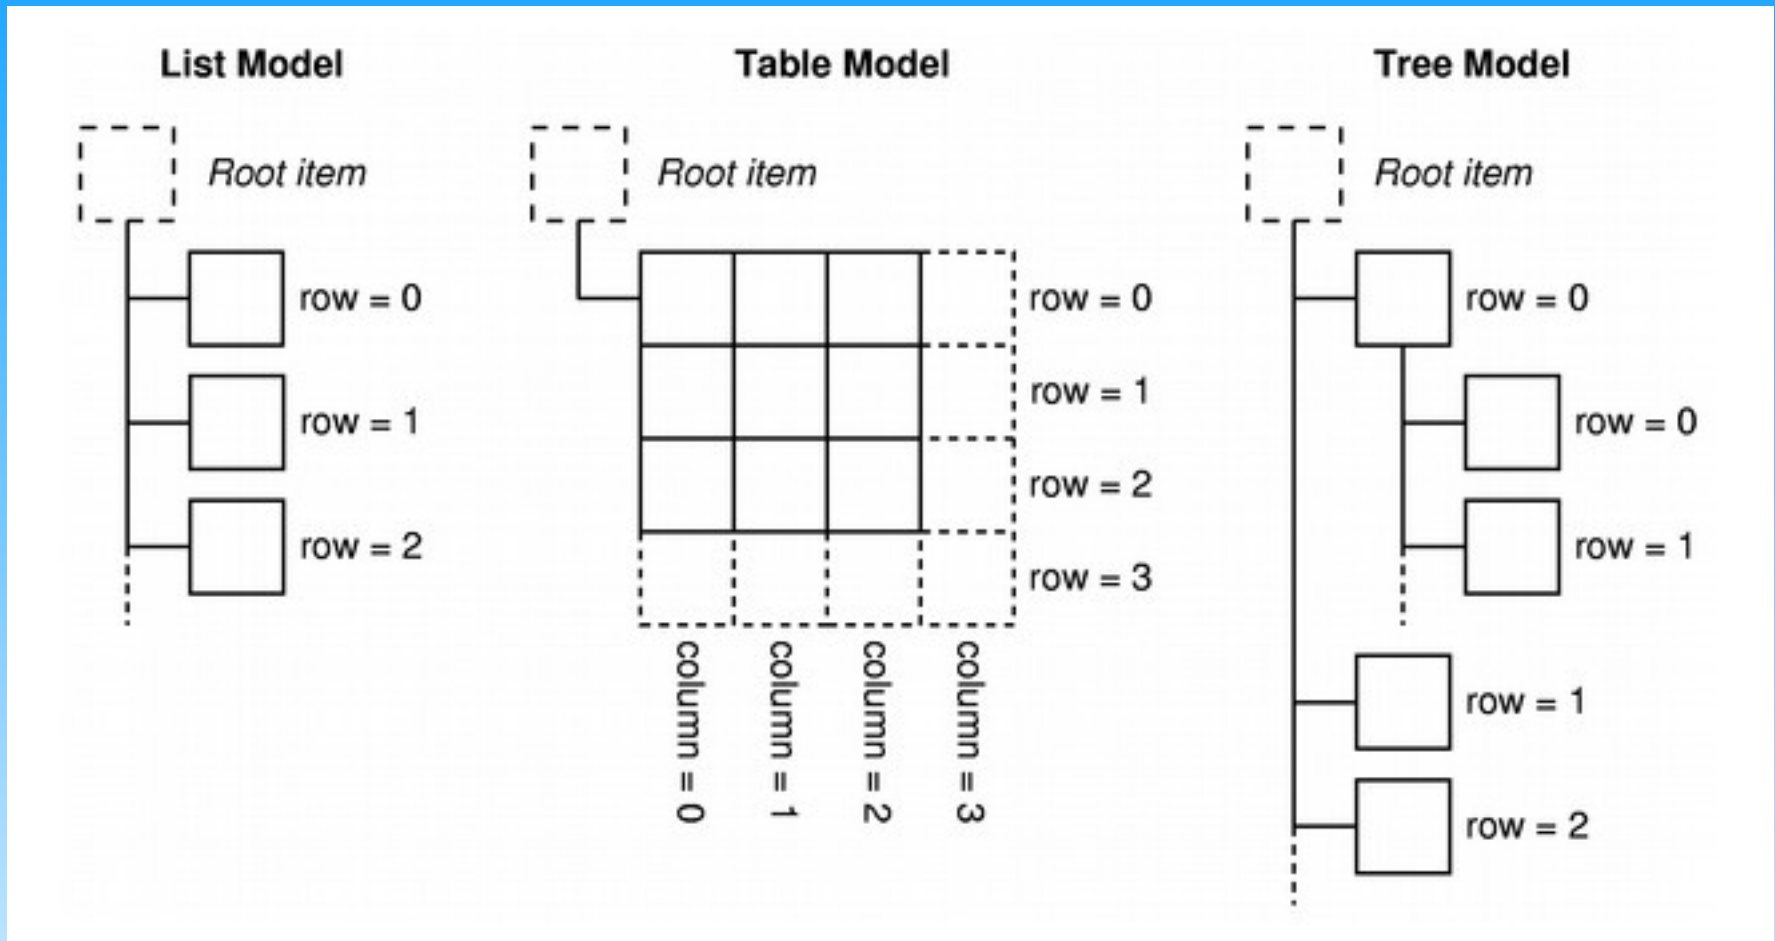 List Model
Root item
row = 0
row = 1
row = 2
Table Model
Root item
row = 0
row = 1
row = 2
row = 3
column = 0
column = 1
column = 2
column = 3
Tree Model
Root item
row = 0
row = 0
row = 1
row = 1
row = 2